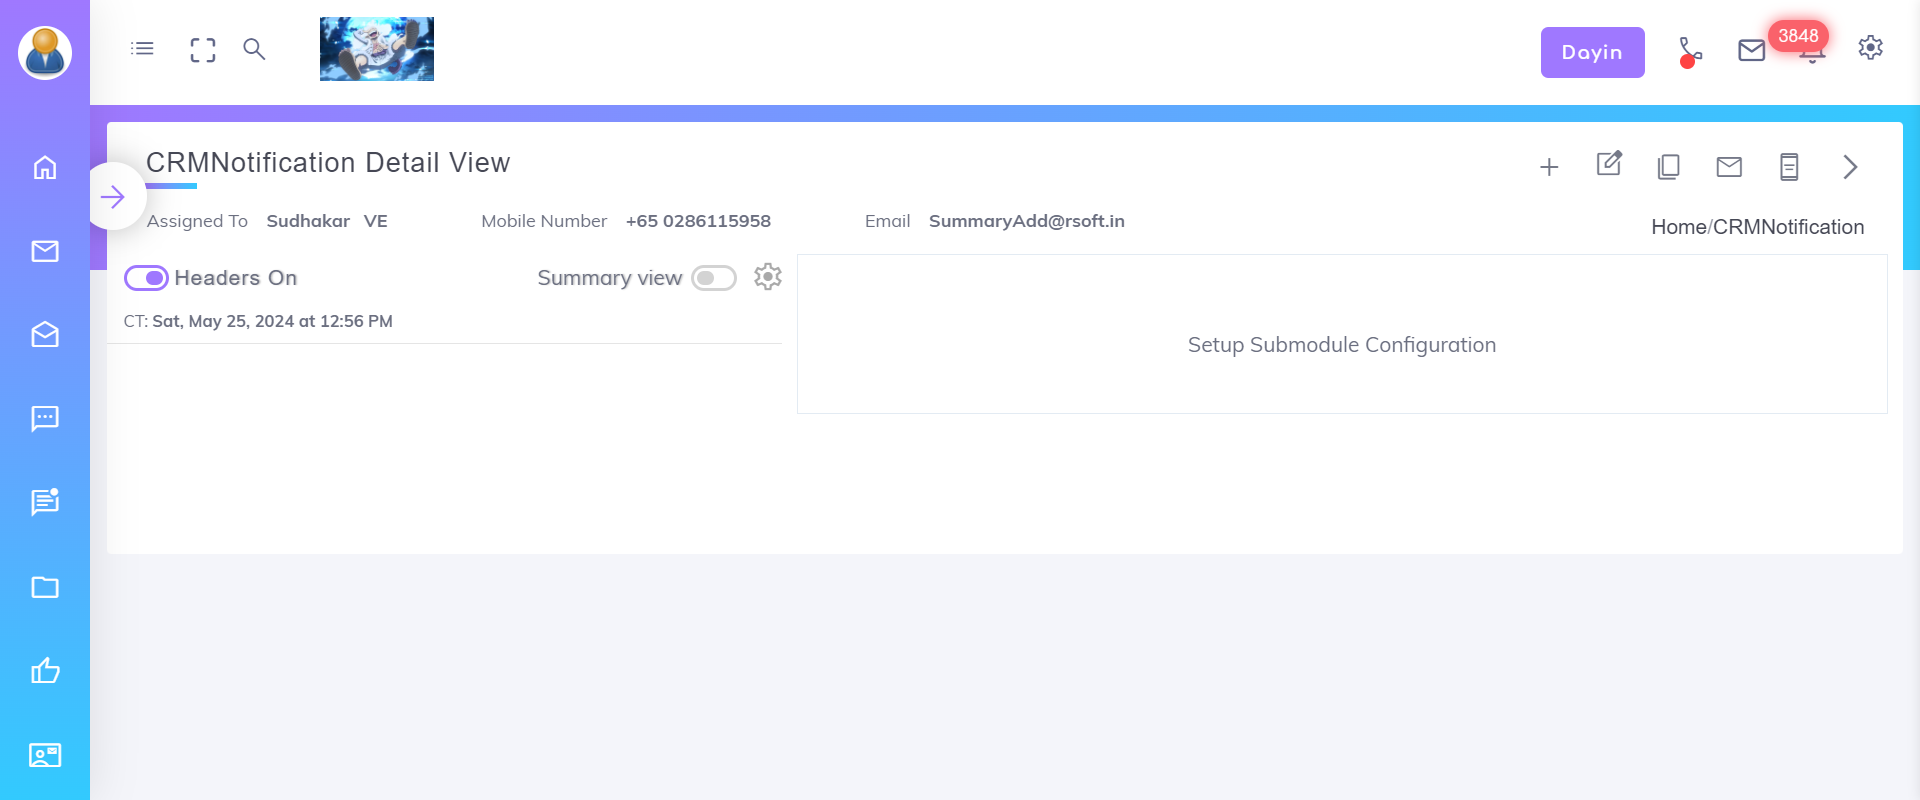 Dayin
3848
CRMNotification Detail View
Assigned To Sudhakar VE Mobile Number +65 0286115958 Email SummaryAdd@rsoft.in
Home/CRMNotification
Headers On Summary view
CT: Sat, May 25, 2024 at 12:56 PM
Setup Submodule Configuration